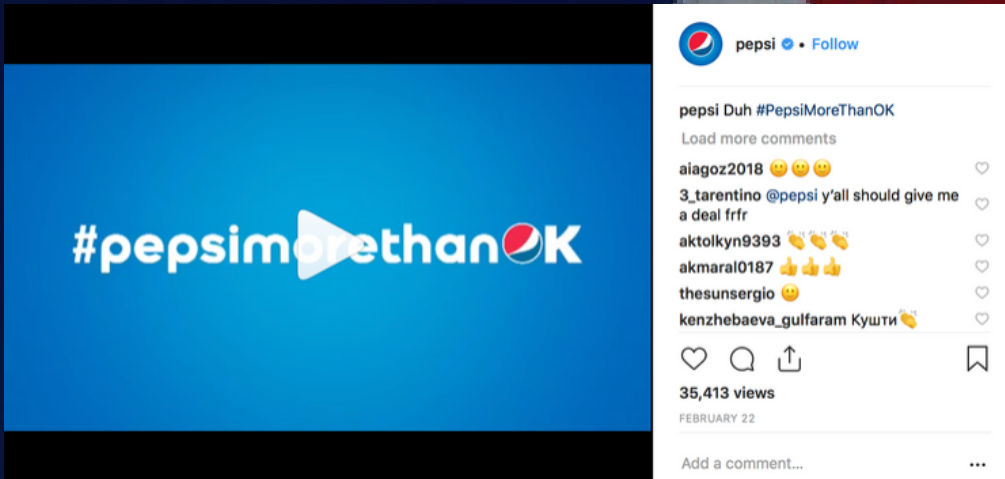 #pepsimorethanOK
pepsi • Follow
pepsi Duh #PepsiMoreThanOK
Load more comments
aiagoz2018 😐😐😐
3_tarentino @pepsi y'all should give me
a deal frfr
aktolkyn9393 👏👏👏
akmaral0187 👍👍👍
thesunsergio 🙂
kenzhebaeva_gulfaram Кушти👏
35,413 views
FEBRUARY 22
Add a comment...